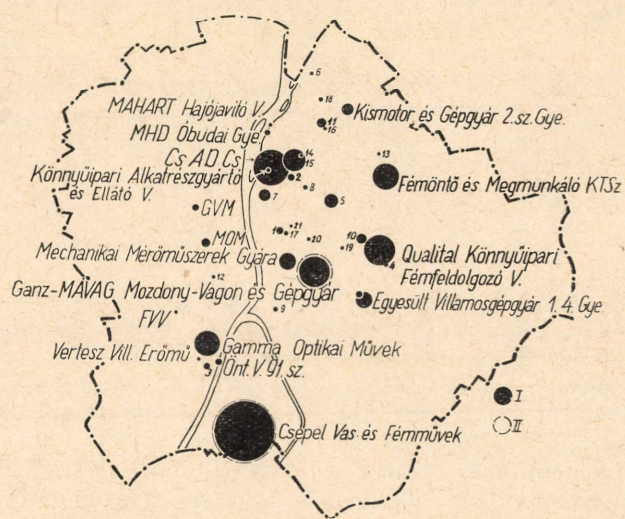 6
18
MAHART Hajójavító V.
11
16
Kismotor és Gépgyár 2.sz. Gye.
MHD Óbudai Gye.
Cs AD Cs
14
15
13
Könnyűipari Alkatrészgyártó
és Ellátó V.
2
8
Fémöntő és Megmunkáló KTSz
7
5
GVM
1
21
17
20
10
19
MOM
4
Qualitál Könnyűipari
Fémfeldolgozó V.
Mechanikai Mérőműszerek Gyára
12
Ganz-MÁVAG Mozdony-Vagon és Gépgyár
9
Egyesült Villamosgépgyár 1. 4. Gye.
FVV
Vertesz Vill. Erőmű
Gamma Optikai Művek
3
Önt. V. 91. sz.
I
II
Csepel Vas és Fémművek